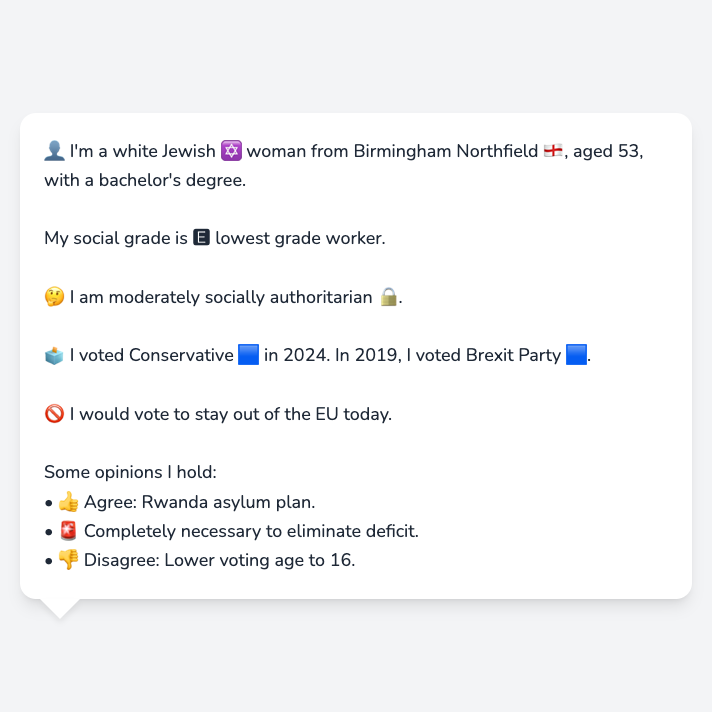 👤 I'm a white Jewish 🔯 woman from Birmingham Northfield 🏴󠁧󠁢󠁥󠁮󠁧󠁿, aged 53,
with a bachelor's degree.
My social grade is 🅴 lowest grade worker.
🤔 I am moderately socially authoritarian 🔒.
🗳️ I voted Conservative 🟦 in 2024. In 2019, I voted Brexit Party 🟦.
🚫 I would vote to stay out of the EU today.
Some opinions I hold:
• 👍 Agree: Rwanda asylum plan.
• 🚨 Completely necessary to eliminate deficit.
• 👎 Disagree: Lower voting age to 16.